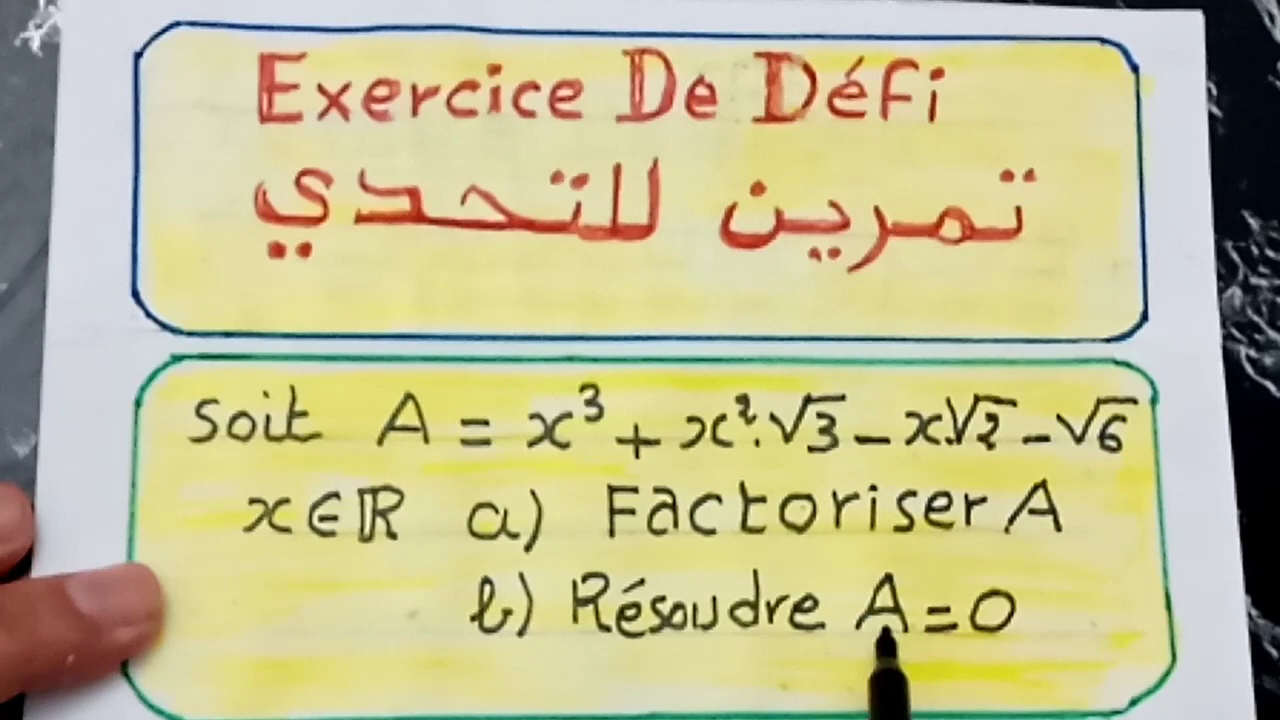 Exercice De Défi
تمرين للتحدي
Soit A = x³ + x².√3 - x.√2 - √6
x∈ℝ a) Factoriser A
b) Résoudre A=0